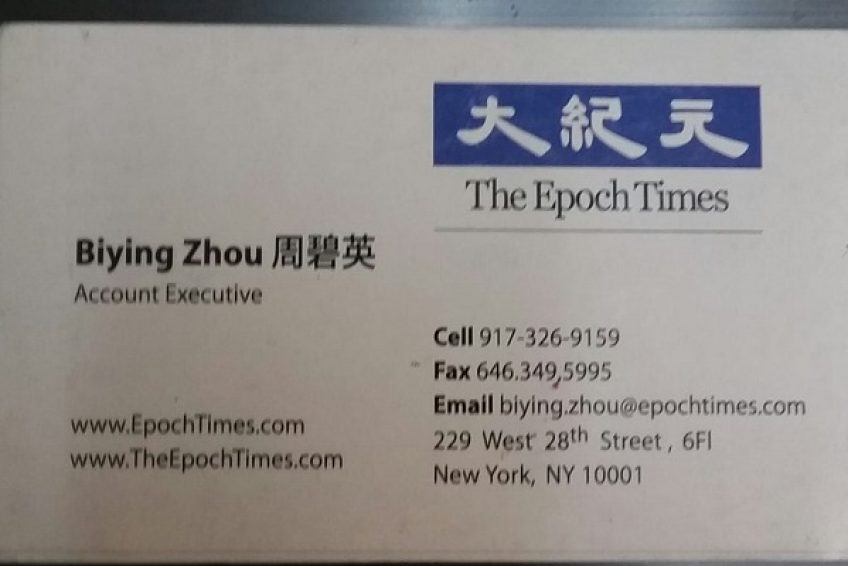 大紀元
The Epoch Times
Biying Zhou 周碧英
Account Executive
Cell 917-326-9159
Fax 646.349.5995
Email biying.zhou@epochtimes.com
229 West 28th Street, 6Fl
New York, NY 10001
www.EpochTimes.com
www.TheEpochTimes.com